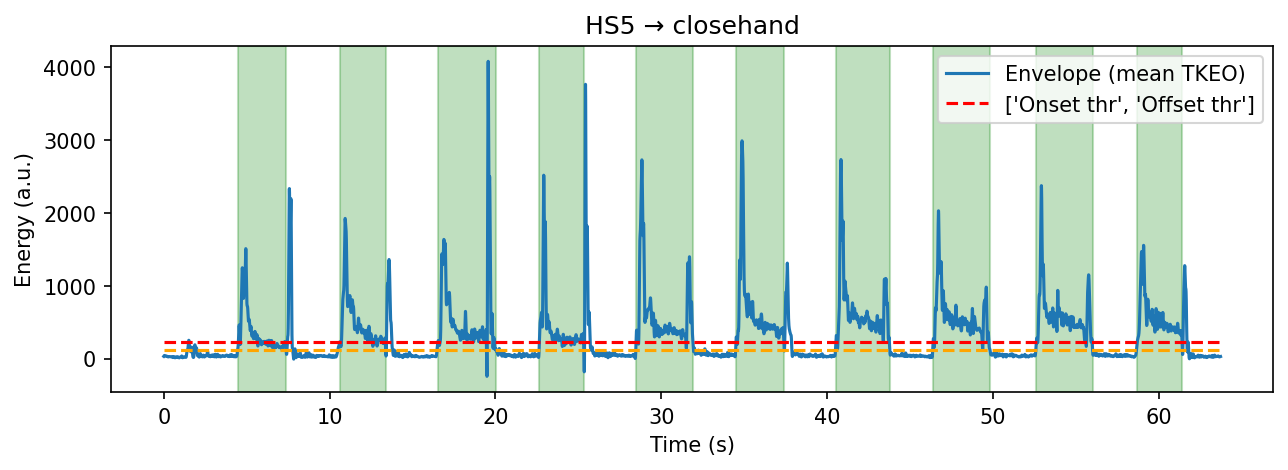 HS5 → closehand
Energy (a.u.)
4000
3000
2000
1000
0
Envelope (mean TKEO)
['Onset thr', 'Offset thr']
0 10 20 30 40 50 60
Time (s)